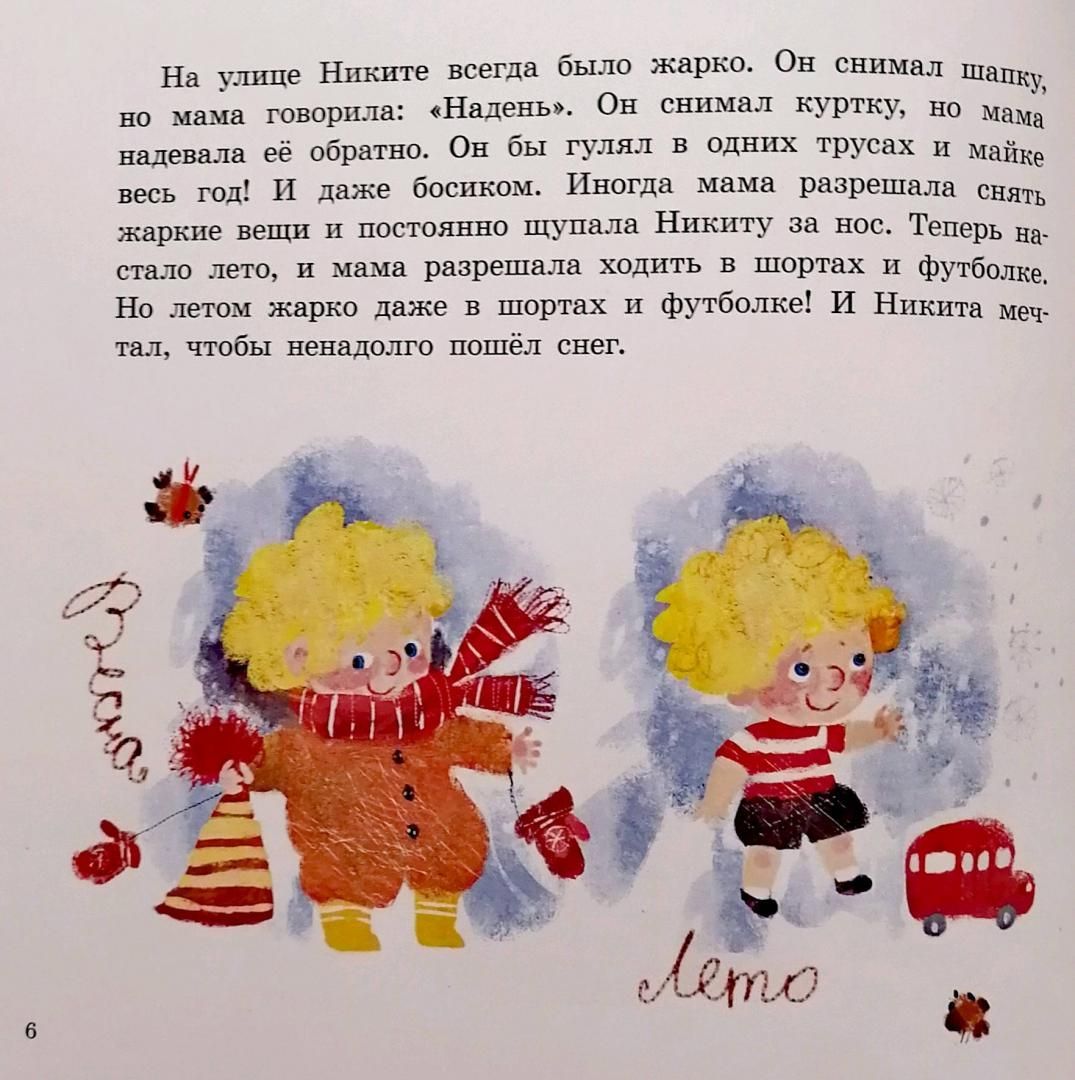 На улице Никите всегда было жарко. Он снимал шапку,
но мама говорила: «Надень». Он снимал куртку, но мама
надевала её обратно. Он бы гулял в одних трусах и майке
весь год! И даже босиком. Иногда мама разрешала снять
жаркие вещи и постоянно щупала Никиту за нос. Теперь на-
стало лето, и мама разрешала ходить в шортах и футболке.
Но летом жарко даже в шортах и футболке! И Никита меч-
тал, чтобы ненадолго пошёл снег.
Весна
Лето
6